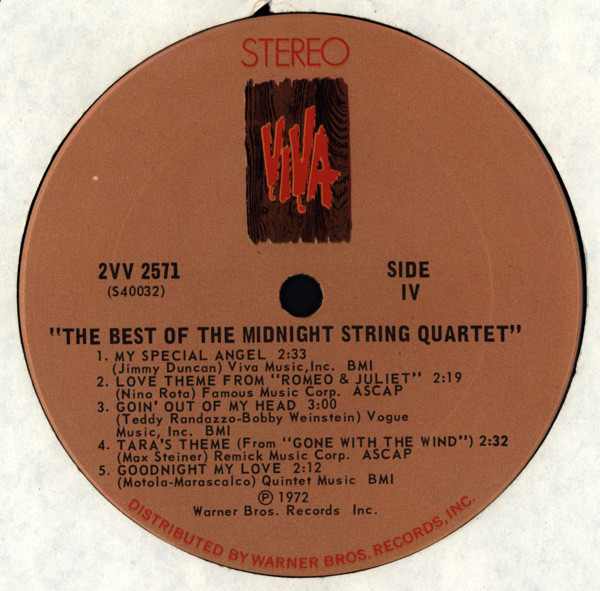 STEREO
VIVA
2VV 2571
(S40032)
SIDE
IV
"THE BEST OF THE MIDNIGHT STRING QUARTET"
1. MY SPECIAL ANGEL 2:33
(Jimmy Duncan) Viva Music, Inc. BMI
2. LOVE THEME FROM "ROMEO & JULIET" 2:19
(Nino Rota) Famous Music Corp. ASCAP
3. GOIN' OUT OF MY HEAD 3:00
(Teddy Randazzo-Bobby Weinstein) Vogue
Music, Inc. BMI
4. TARA'S THEME (From "GONE WITH THE WIND") 2:32
(Max Steiner) Remick Music Corp. ASCAP
5. GOODNIGHT MY LOVE 2:12
(Motola-Marascalco) Quintet Music BMI
℗ 1972
Warner Bros. Records Inc.
DISTRIBUTED BY WARNER BROS. RECORDS, INC.